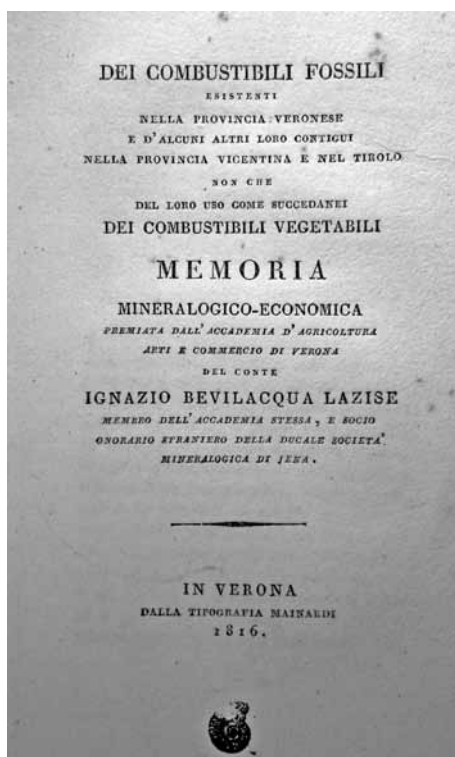 DEI COMBUSTIBILI FOSSILI
ESISTENTI
NELLA PROVINCIA VERONESE
E D'ALCUNI ALTRI LORO CONTIGUI
NELLA PROVINCIA VICENTINA E NEL TIROLO
NON CHE
DEL LORO USO COME SUCCEDANEI
DEI COMBUSTIBILI VEGETABILI
MEMORIA
MINERALOGICO-ECONOMICA
PREMIATA DALL'ACCADEMIA D'AGRICOLTURA
ARTI E COMMERCIO DI VERONA
DEL CONTE
IGNAZIO BEVILACQUA LAZISE
MEMBRO DELL'ACCADEMIA STESSA, E SOCIO
ONORARIO STRANIERO DELLA DUCALE SOCIETA'
MINERALOGICA DI JENA.
IN VERONA
DALLA TIPOGRAFIA MAINARDI
1816.